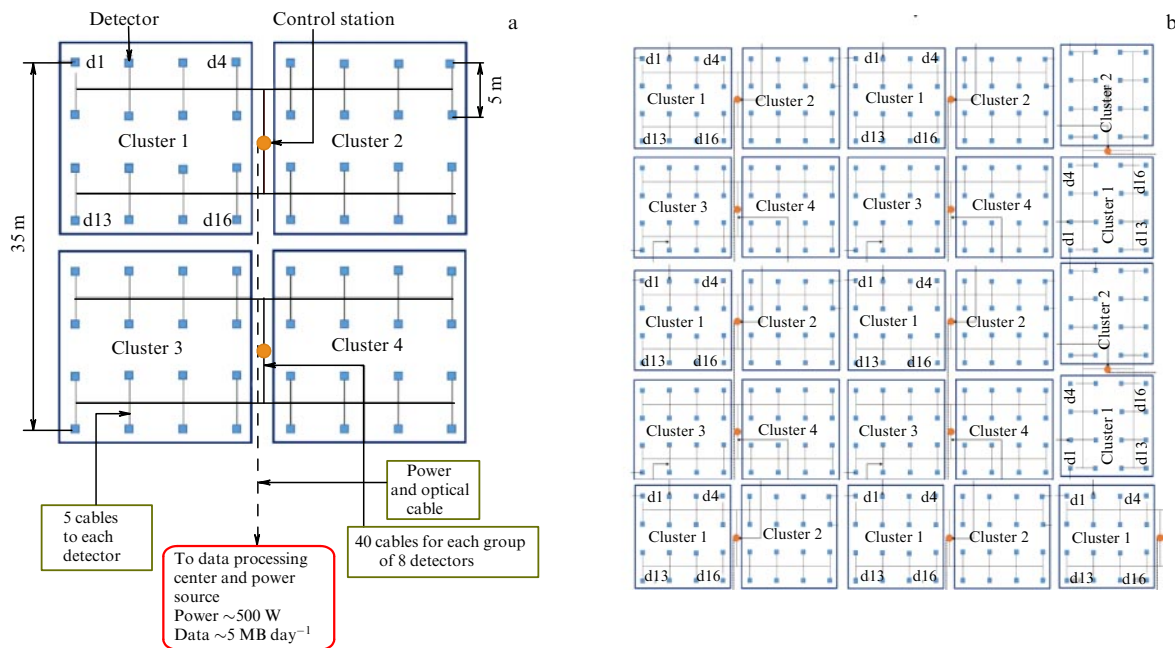 Detector
Control station
a
d1
d4
5 m
Cluster 1
Cluster 2
d13
d16
35 m
Cluster 3
Cluster 4
5 cables
to each
detector
Power
and optical
cable
40 cables for each group
of 8 detectors
To data processing
center and power
source
Power ~500 W
Data ~5 MB day⁻¹
b
d1 d4
Cluster 1
d13 d16
Cluster 2
d1 d4
Cluster 1
d13 d16
Cluster 2
Cluster 2
Cluster 3
Cluster 4
Cluster 3
Cluster 4
d4 d16
Cluster 1
d1 d13
d1 d4
Cluster 1
d13 d16
Cluster 2
d1 d4
Cluster 1
d13 d16
Cluster 2
Cluster 2
Cluster 3
Cluster 4
Cluster 3
Cluster 4
d4 d16
Cluster 1
d1 d13
d1 d4
Cluster 1
d13 d16
Cluster 2
d1 d4
Cluster 1
d13 d16
Cluster 2
d1 d4
Cluster 1
d13 d16